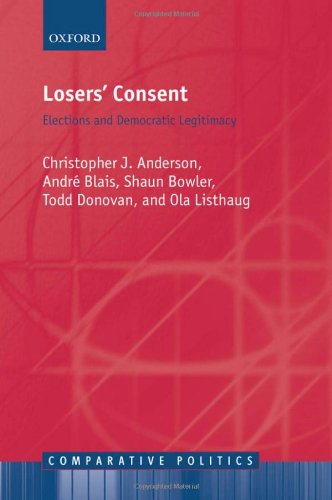 OXFORD
Losers’ Consent
Elections and Democratic Legitimacy
Christopher J. Anderson,
André Blais, Shaun Bowler,
Todd Donovan, and Ola Listhaug
COMPARATIVE POLITICS